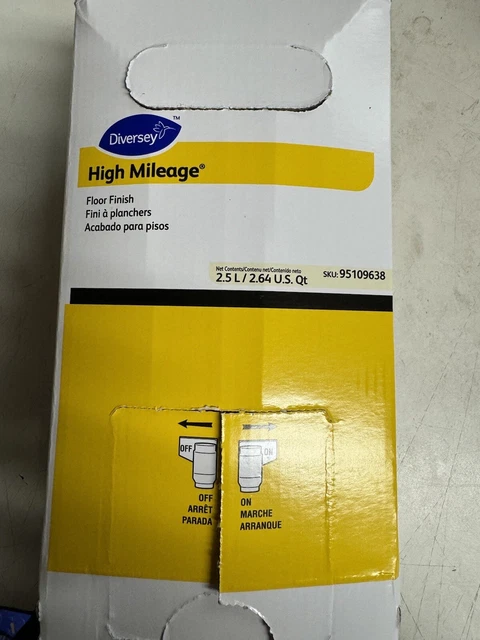 Diversey™
High Mileage®
Floor Finish
Fini à planchers
Acabado para pisos
Net Contents/Contenu net/Contenido neto
2.5 L / 2.64 U.S. Qt
SKU: 95109638
OFF
ON
OFF
ARRÊT
PARADA
ON
MARCHE
ARRANQUE